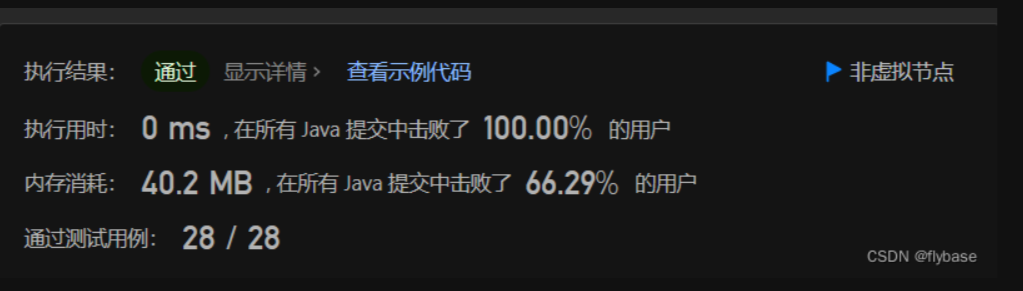 执行结果： 通过 显示详情 › 查看示例代码 非虚拟节点
执行用时： 0 ms , 在所有 Java 提交中击败了 100.00% 的用户
内存消耗： 40.2 MB , 在所有 Java 提交中击败了 66.29% 的用户
通过测试用例： 28 / 28
CSDN @flybase